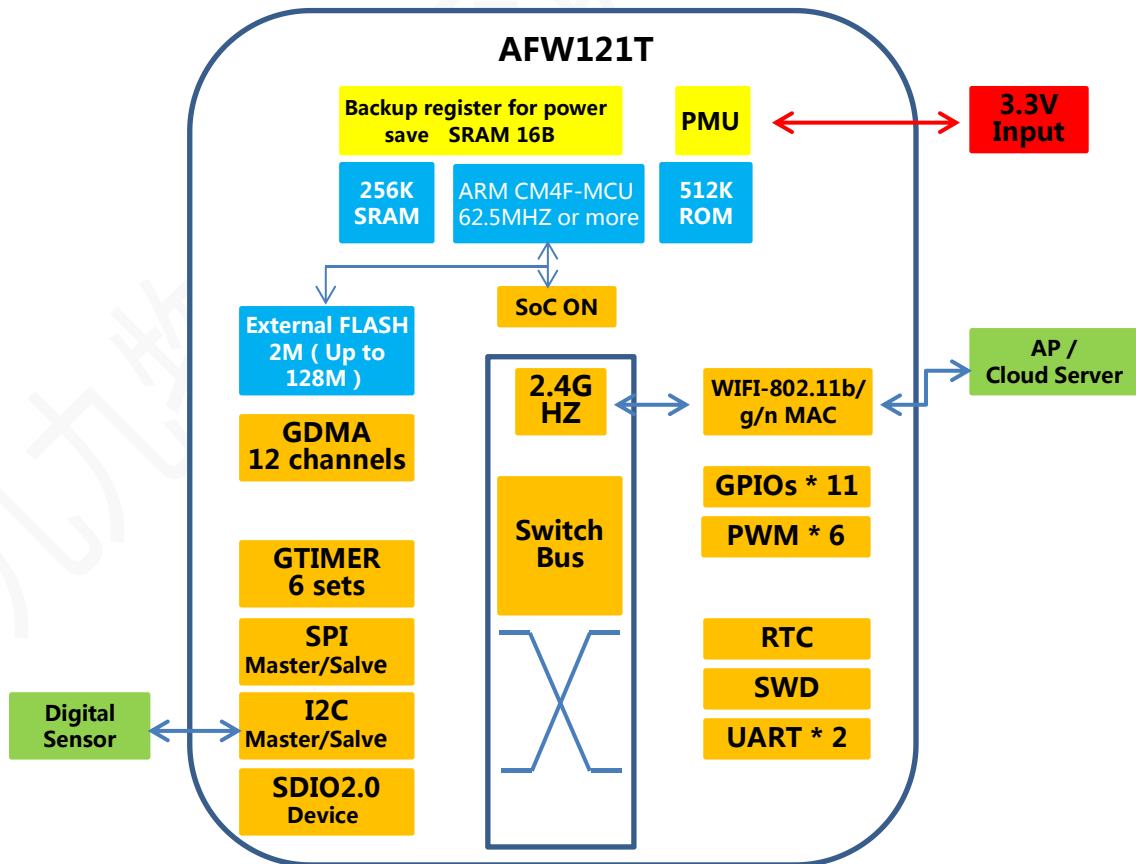 AFW121T
Backup register for power
save SRAM 16B
PMU
3.3V
Input
256K
SRAM
ARM CM4F-MCU
62.5MHZ or more
512K
ROM
SoC ON
External FLASH
2M ( Up to
128M )
AP /
Cloud Server
2.4G
HZ
WIFI-802.11b/
g/n MAC
GDMA
12 channels
GPIOs * 11
Switch
Bus
PWM * 6
GTIMER
6 sets
SPI
Master/Salve
RTC
SWD
Digital
Sensor
I2C
Master/Salve
UART * 2
SDIO2.0
Device